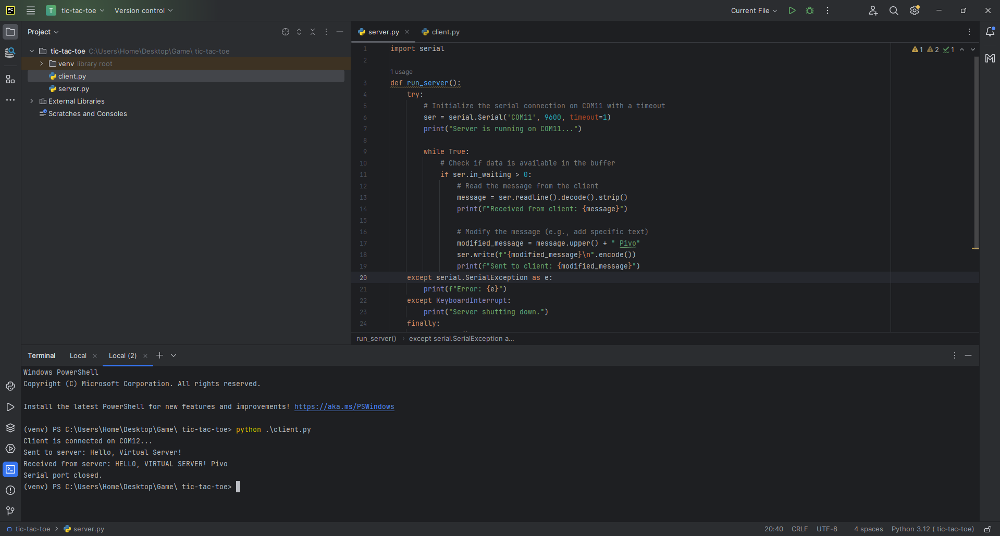 PC
T tic-tac-toe Version control Current File
Project
tic-tac-toe C:\Users\Home\Desktop\Game\ tic-tac-toe
venv library root
client.py
server.py
External Libraries
Scratches and Consoles
server.py client.py
1 2 1
1 import serial
2
1 usage
3 def run_server():
4 try:
5 # Initialize the serial connection on COM11 with a timeout
6 ser = serial.Serial('COM11', 9600, timeout=1)
7 print("Server is running on COM11...")
8
9 while True:
10 # Check if data is available in the buffer
11 if ser.in_waiting > 0:
12 # Read the message from the client
13 message = ser.readline().decode().strip()
14 print(f"Received from client: {message}")
15
16 # Modify the message (e.g., add specific text)
17 modified_message = message.upper() + " Pivo"
18 ser.write(f"{modified_message}\n".encode())
19 print(f"Sent to client: {modified_message}")
20 except serial.SerialException as e:
21 print(f"Error: {e}")
22 except KeyboardInterrupt:
23 print("Server shutting down.")
24 finally:
run_server() › except serial.SerialException a...
Terminal Local Local (2)
Windows PowerShell
Copyright (C) Microsoft Corporation. All rights reserved.
Install the latest PowerShell for new features and improvements! https://aka.ms/PSWindows
(venv) PS C:\Users\Home\Desktop\Game\ tic-tac-toe> python .\client.py
Client is connected on COM12...
Sent to server: Hello, Virtual Server!
Received from server: HELLO, VIRTUAL SERVER! Pivo
Serial port closed.
(venv) PS C:\Users\Home\Desktop\Game\ tic-tac-toe>
tic-tac-toe › server.py 20:40 CRLF UTF-8 4 spaces Python 3.12 ( tic-tac-toe)